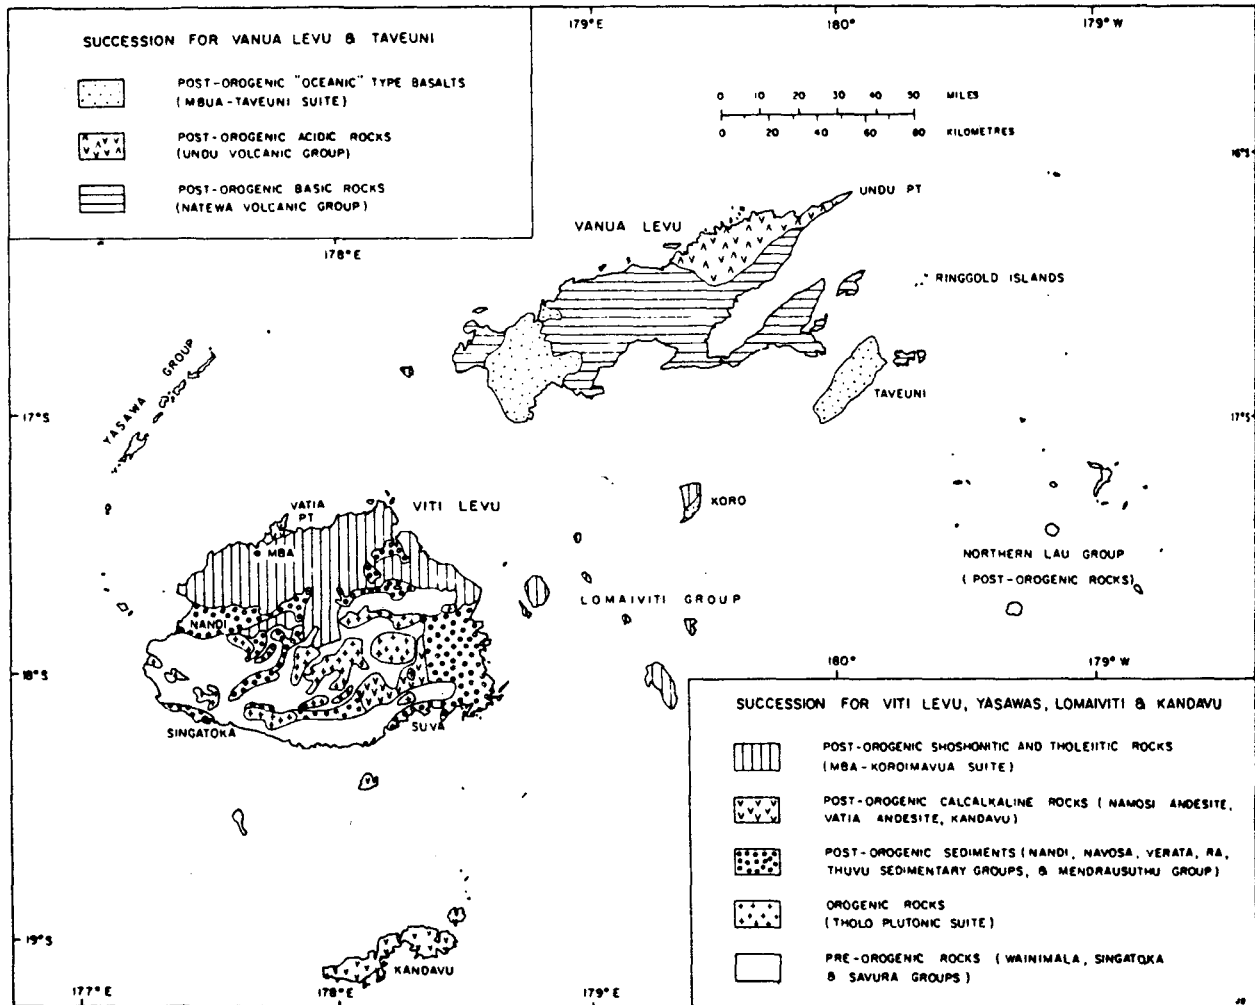 SUCCESSION FOR VANUA LEVU & TAVEUNI
POST-OROGENIC "OCEANIC" TYPE BASALTS
(MBUA-TAVEUNI SUITE)
POST-OROGENIC ACIDIC ROCKS
(UNDU VOLCANIC GROUP)
POST-OROGENIC BASIC ROCKS
(NATEWA VOLCANIC GROUP)
179°E
180°
179°W
0 10 20 30 40 50 MILES
0 20 40 60 80 KILOMETRES
16°S
178°E
UNDU PT
VANUA LEVU
RINGGOLD ISLANDS
YASAWA GROUP
TAVEUNI
17°S
17°S
KORO
VATIA
PT
VITI LEVU
MBA
NORTHERN LAU GROUP
(POST-OROGENIC ROCKS)
LOMAIVITI GROUP
NANDI
18°S
180°
179°W
SINGATOKA
SUVA
SUCCESSION FOR VITI LEVU, YASAWAS, LOMAIVITI & KANDAVU
POST-OROGENIC SHOSHONITIC AND THOLEIITIC ROCKS
(MBA-KOROIMAVUA SUITE)
POST-OROGENIC CALCALKALINE ROCKS (NAMOSI ANDESITE,
VATIA ANDESITE, KANDAVU)
POST-OROGENIC SEDIMENTS (NANDI, NAVOSA, VERATA, RA,
THUVU SEDIMENTARY GROUPS, & MENDRAUSUTHU GROUP)
OROGENIC ROCKS
(THOLO PLUTONIC SUITE)
PRE-OROGENIC ROCKS (WAINIMALA, SINGATOKA
& SAVURA GROUPS)
19°S
KANDAVU
177°E
178°E
179°E